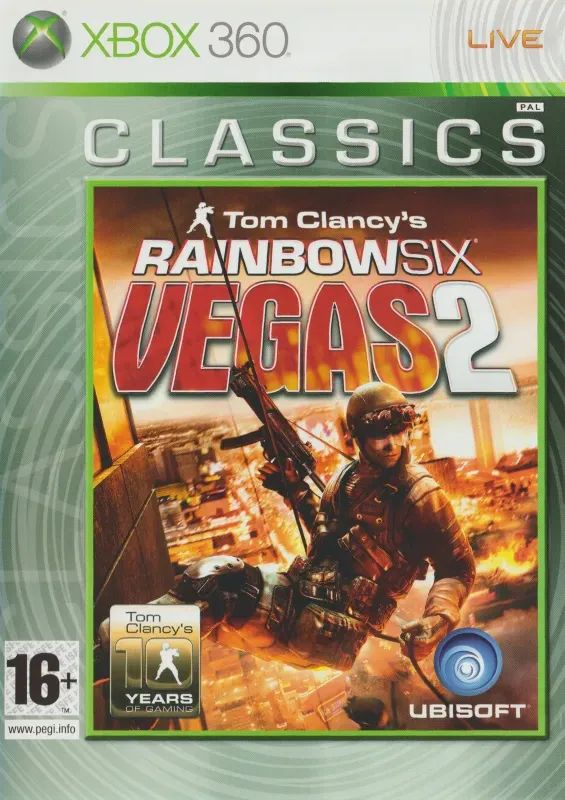 XBOX 360
LIVE
PAL
CLASSICS
CLASSICS
Tom Clancy's
RAINBOWSIX
VEGAS2
Tom
Clancy's
10
YEARS
OF GAMING
16+
www.pegi.info
UBISOFT